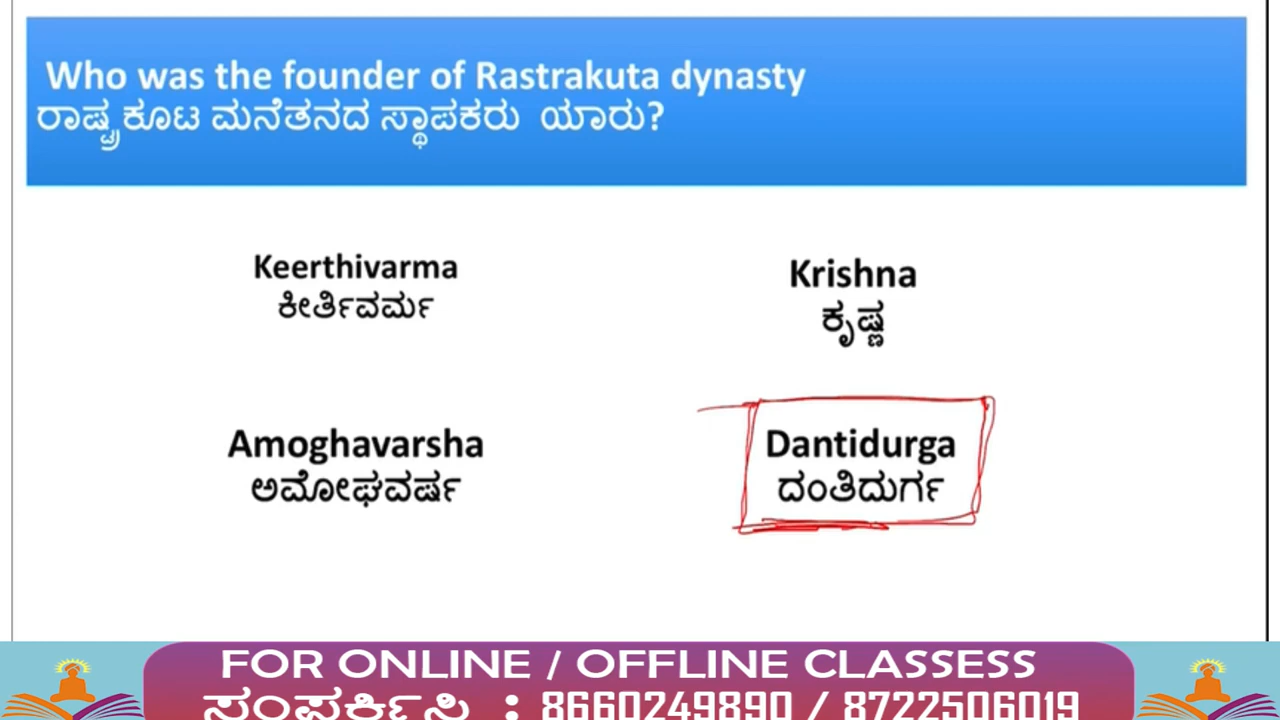 Who was the founder of Rastrakuta dynasty
ರಾಷ್ಟ್ರಕೂಟ ಮನೆತನದ ಸ್ಥಾಪಕರು ಯಾರು?
Keerthivarma
ಕೀರ್ತಿವರ್ಮ
Krishna
ಕೃಷ್ಣ
Amoghavarsha
ಅಮೋಘವರ್ಷ
Dantidurga
ದಂತಿದುರ್ಗ
FOR ONLINE / OFFLINE CLASSESS
ಸಂಪರ್ಕಿಸಿ : 8660249890 / 8722506019